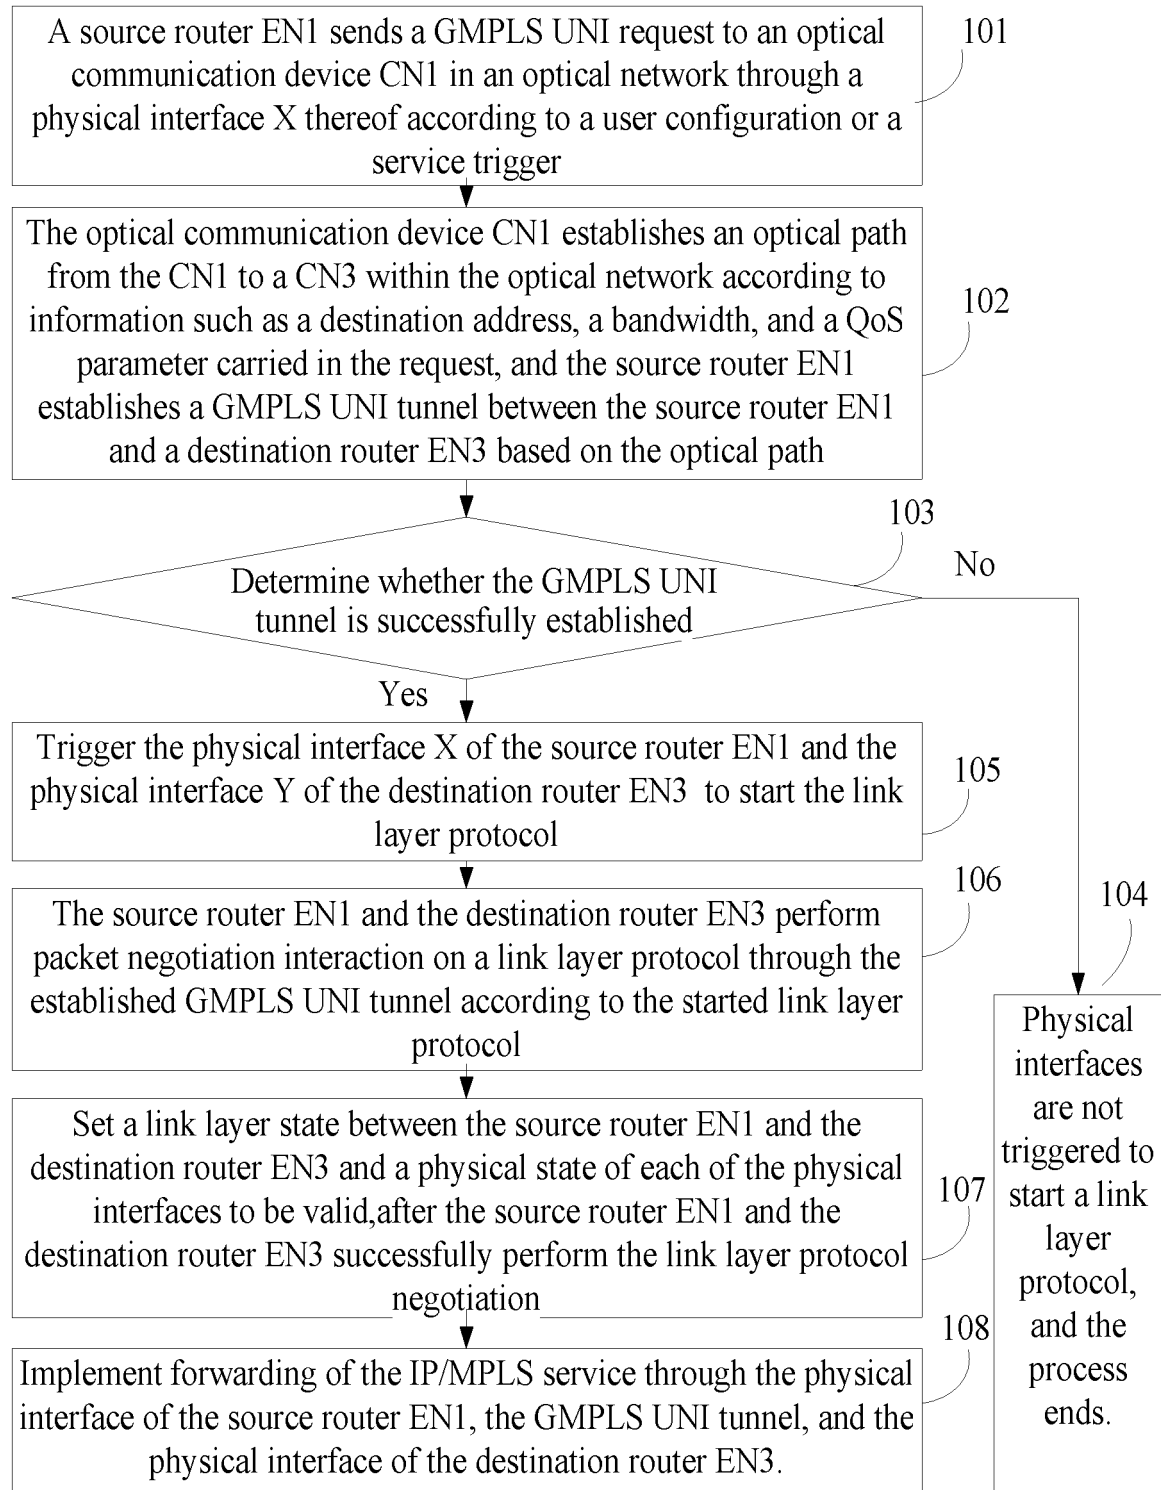 A source router EN1 sends a GMPLS UNI request to an optical
communication device CN1 in an optical network through a
physical interface X thereof according to a user configuration or a
service trigger
101
The optical communication device CN1 establishes an optical path
from the CN1 to a CN3 within the optical network according to
information such as a destination address, a bandwidth, and a QoS
parameter carried in the request, and the source router EN1
establishes a GMPLS UNI tunnel between the source router EN1
and a destination router EN3 based on the optical path
102
103
Determine whether the GMPLS UNI
tunnel is successfully established
No
Yes
Trigger the physical interface X of the source router EN1 and the
physical interface Y of the destination router EN3 to start the link
layer protocol
105
The source router EN1 and the destination router EN3 perform
packet negotiation interaction on a link layer protocol through the
established GMPLS UNI tunnel according to the started link layer
protocol
106
104
Physical
interfaces
are not
triggered to
start a link
layer
protocol,
and the
process
ends.
Set a link layer state between the source router EN1 and the
destination router EN3 and a physical state of each of the physical
interfaces to be valid,after the source router EN1 and the
destination router EN3 successfully perform the link layer protocol
negotiation
107
108
Implement forwarding of the IP/MPLS service through the physical
interface of the source router EN1, the GMPLS UNI tunnel, and the
physical interface of the destination router EN3.